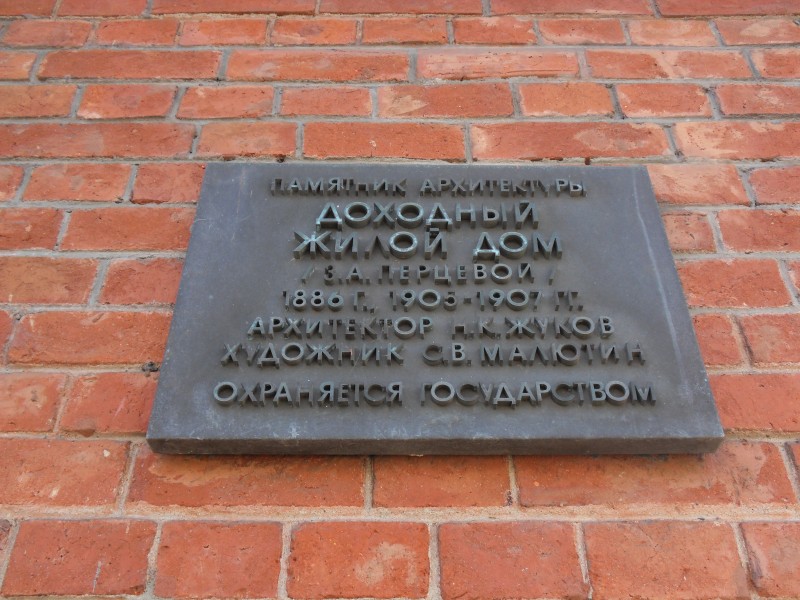 ПАМЯТНИК АРХИТЕКТУРЫ
ДОХОДНЫЙ
ЖИЛОЙ ДОМ
/З.А. ПЕРЦЕВОЙ/
1886 Г., 1905-1907 ГГ.
АРХИТЕКТОР Н.К. ЖУКОВ
ХУДОЖНИК С.В. МАЛЮТИН
ОХРАНЯЕТСЯ ГОСУДАРСТВОМ